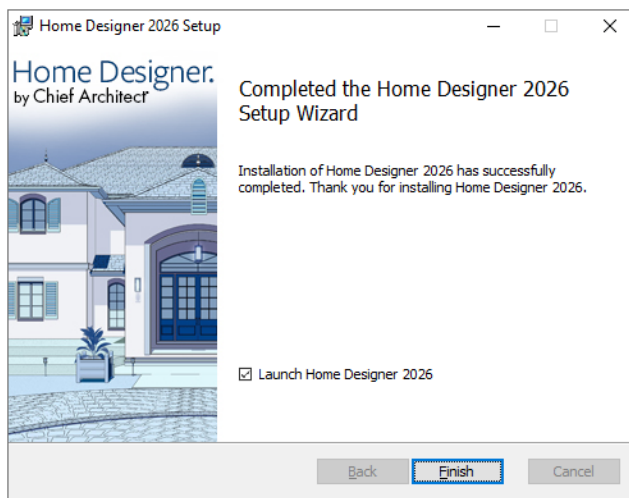 Home Designer 2026 Setup
Home Designer.
by Chief Architect
Completed the Home Designer 2026
Setup Wizard
Installation of Home Designer 2026 has successfully
completed. Thank you for installing Home Designer 2026.
Launch Home Designer 2026
Back
Finish
Cancel